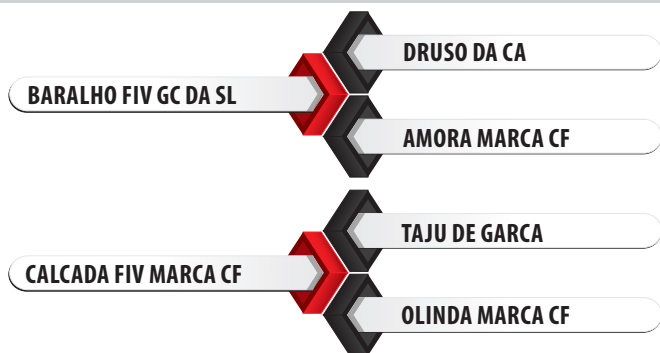 DRUSO DA CA
BARALHO FIV GC DA SL
AMORA MARCA CF
TAJU DE GARCA
CALCADA FIV MARCA CF
OLINDA MARCA CF